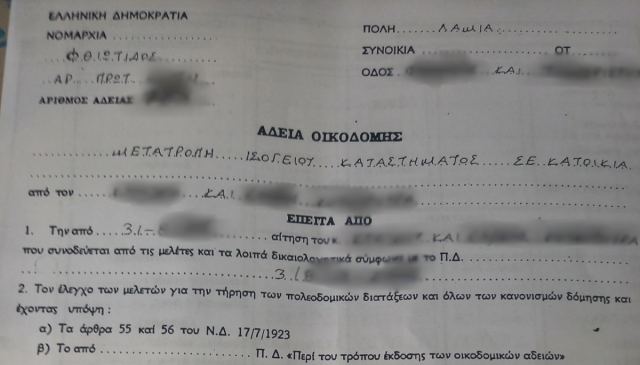 ΕΛΛΗΝΙΚΗ ΔΗΜΟΚΡΑΤΙΑ
ΝΟΜΑΡΧΙΑ
ΦΘΙΩΤΙΔΟΣ
ΑΡ. ΠΡΩΤ.
ΑΡΙΘΜΟΣ ΑΔΕΙΑΣ
ΠΟΛΗ ΛΑΜΙΑ
ΣΥΝΟΙΚΙΑ ΟΤ
ΟΔΟΣ ΚΑΙ
ΑΔΕΙΑ ΟΙΚΟΔΟΜΗΣ
ΜΕΤΑΤΡΟΠΗ ΙΣΟΓΕΙΟΥ ΚΑΤΑΣΤΗΜΑΤΟΣ ΣΕ ΚΑΤΟΙΚΙΑ
από τον ΚΑΙ
ΕΠΕΙΤΑ ΑΠΟ
1. Την από 31- αίτηση του ΚΑΙ
που συνοδεύεται από τις μελέτες και τα λοιπά δικαιολογητικά σύμφωνα με το Π.Δ.
3/8
2. Τον έλεγχο των μελετών για την τήρηση των πολεοδομικών διατάξεων και όλων των κανονισμών δόμησης και
έχοντας υπόψη :
α) Τα άρθρα 55 καί 56 του Ν.Δ. 17/7/1923
β) Το από Π. Δ. «Περί του τρόπου έκδοσης των οικοδομικών αδειών»